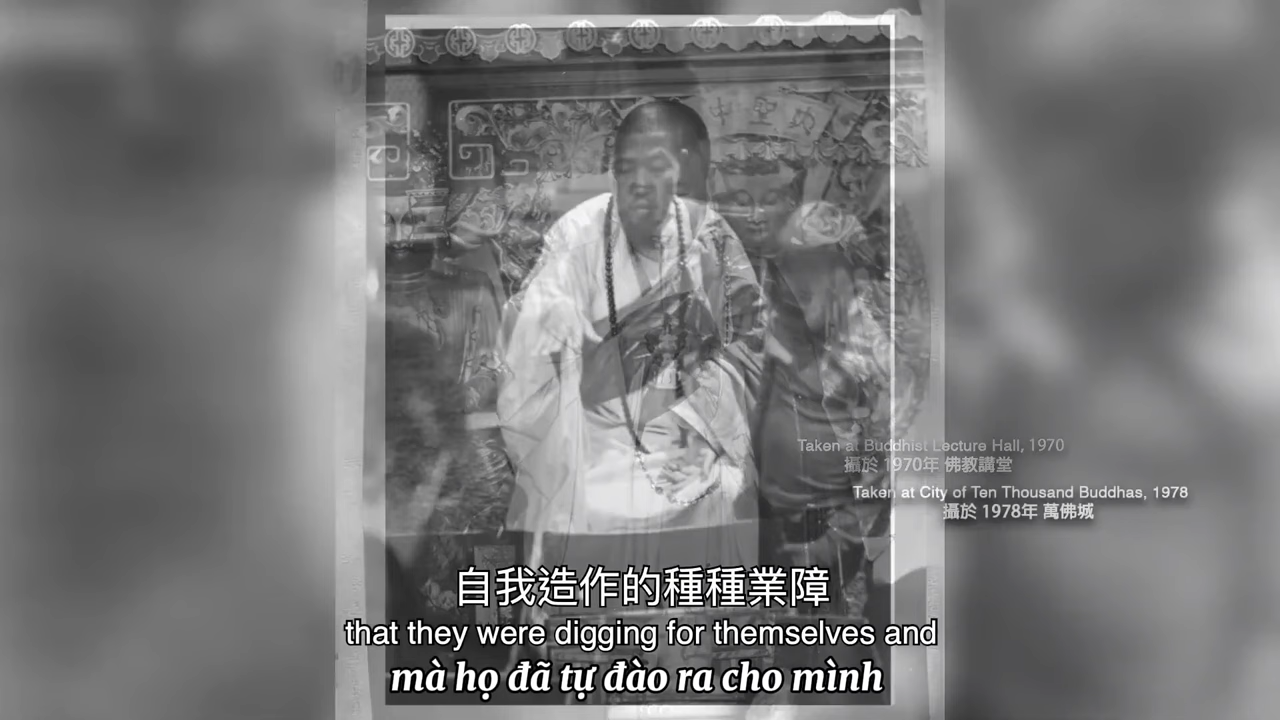 Taken at Buddhist Lecture Hall, 1970
攝於 1970年 佛教講堂
Taken at City of Ten Thousand Buddhas, 1978
攝於 1978年 萬佛城
自我造作的種種業障
that they were digging for themselves and
mà họ đã tự đào ra cho mình